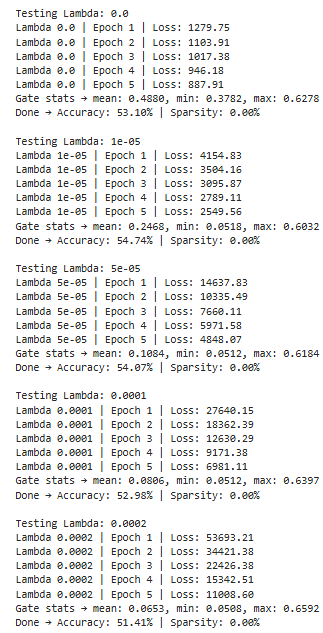 Testing Lambda: 0.0
Lambda 0.0 | Epoch 1 | Loss: 1279.75
Lambda 0.0 | Epoch 2 | Loss: 1103.91
Lambda 0.0 | Epoch 3 | Loss: 1017.38
Lambda 0.0 | Epoch 4 | Loss: 946.18
Lambda 0.0 | Epoch 5 | Loss: 887.91
Gate stats → mean: 0.4880, min: 0.3782, max: 0.6278
Done → Accuracy: 53.10% | Sparsity: 0.00%
Testing Lambda: 1e-05
Lambda 1e-05 | Epoch 1 | Loss: 4154.83
Lambda 1e-05 | Epoch 2 | Loss: 3504.16
Lambda 1e-05 | Epoch 3 | Loss: 3095.87
Lambda 1e-05 | Epoch 4 | Loss: 2789.11
Lambda 1e-05 | Epoch 5 | Loss: 2549.56
Gate stats → mean: 0.2468, min: 0.0518, max: 0.6032
Done → Accuracy: 54.74% | Sparsity: 0.00%
Testing Lambda: 5e-05
Lambda 5e-05 | Epoch 1 | Loss: 14637.83
Lambda 5e-05 | Epoch 2 | Loss: 10335.49
Lambda 5e-05 | Epoch 3 | Loss: 7660.11
Lambda 5e-05 | Epoch 4 | Loss: 5971.58
Lambda 5e-05 | Epoch 5 | Loss: 4848.07
Gate stats → mean: 0.1084, min: 0.0512, max: 0.6184
Done → Accuracy: 54.07% | Sparsity: 0.00%
Testing Lambda: 0.0001
Lambda 0.0001 | Epoch 1 | Loss: 27640.15
Lambda 0.0001 | Epoch 2 | Loss: 18362.39
Lambda 0.0001 | Epoch 3 | Loss: 12630.29
Lambda 0.0001 | Epoch 4 | Loss: 9171.38
Lambda 0.0001 | Epoch 5 | Loss: 6981.11
Gate stats → mean: 0.0806, min: 0.0512, max: 0.6397
Done → Accuracy: 52.98% | Sparsity: 0.00%
Testing Lambda: 0.0002
Lambda 0.0002 | Epoch 1 | Loss: 53693.21
Lambda 0.0002 | Epoch 2 | Loss: 34421.38
Lambda 0.0002 | Epoch 3 | Loss: 22426.38
Lambda 0.0002 | Epoch 4 | Loss: 15342.51
Lambda 0.0002 | Epoch 5 | Loss: 11008.60
Gate stats → mean: 0.0653, min: 0.0508, max: 0.6592
Done → Accuracy: 51.41% | Sparsity: 0.00%